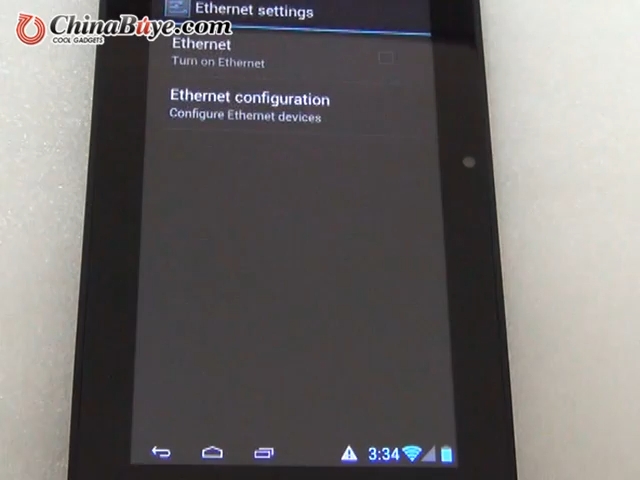 ChinaBuye.com
COOL GADGETS
Ethernet settings
Ethernet
Turn on Ethernet
Ethernet configuration
Configure Ethernet devices
3:34